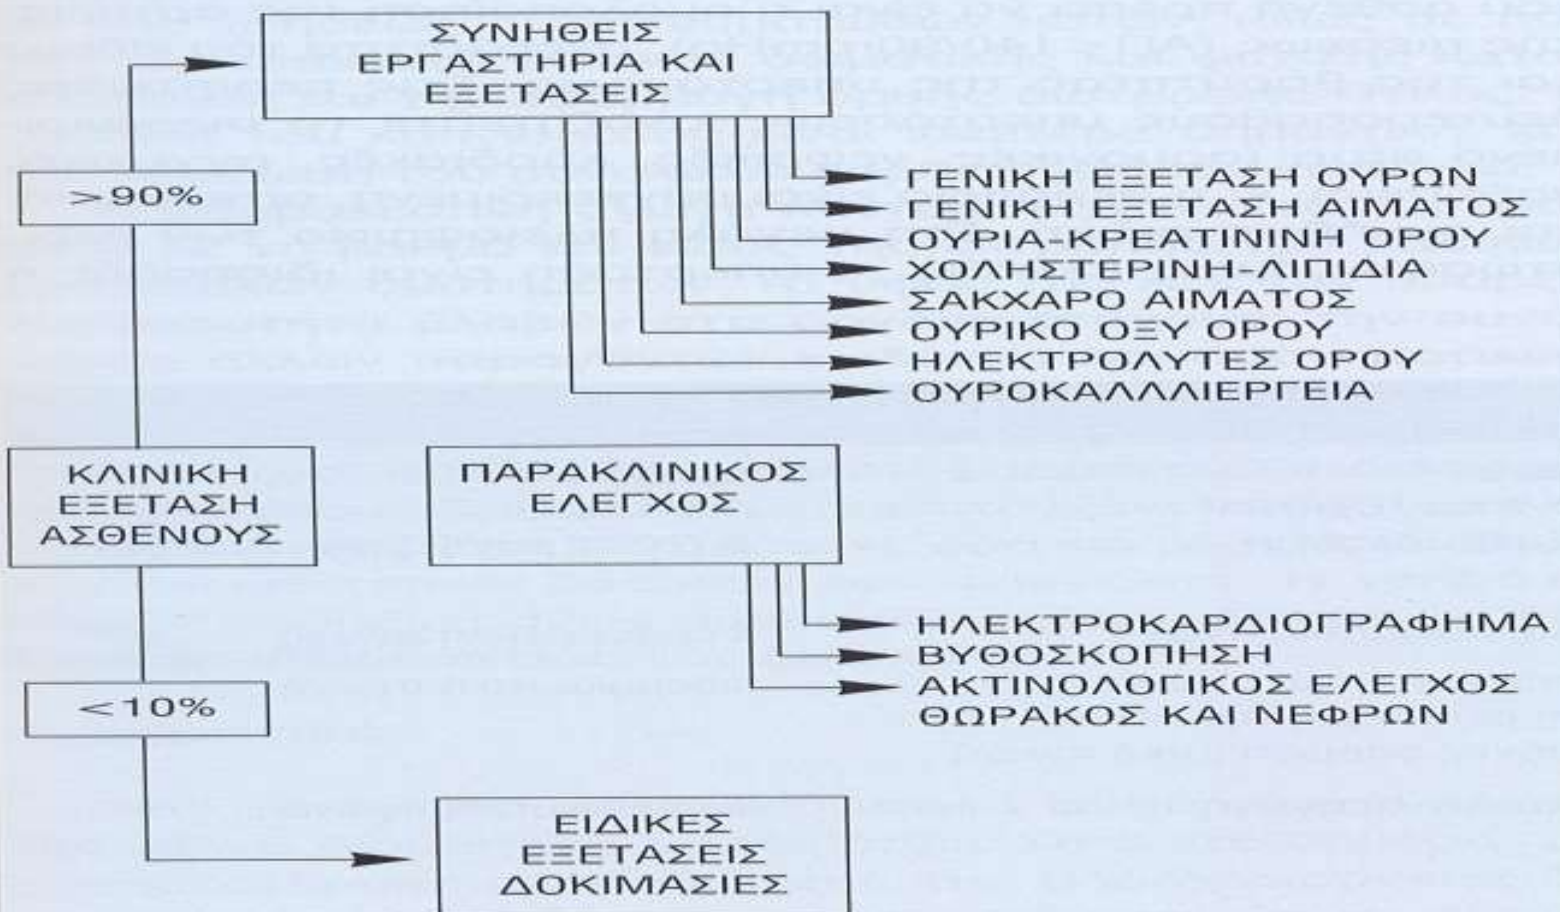 ΣΥΝΗΘΕΙΣ
ΕΡΓΑΣΤΗΡΙΑ ΚΑΙ
ΕΞΕΤΑΣΕΙΣ
>90%
ΓΕΝΙΚΗ ΕΞΕΤΑΣΗ ΟΥΡΩΝ
ΓΕΝΙΚΗ ΕΞΕΤΑΣΗ ΑΙΜΑΤΟΣ
ΟΥΡΙΑ-ΚΡΕΑΤΙΝΙΝΗ ΟΡΟΥ
ΧΟΛΗΣΤΕΡΙΝΗ-ΛΙΠΙΔΙΑ
ΣΑΚΧΑΡΟ ΑΙΜΑΤΟΣ
ΟΥΡΙΚΟ ΟΞΥ ΟΡΟΥ
ΗΛΕΚΤΡΟΛΥΤΕΣ ΟΡΟΥ
ΟΥΡΟΚΑΛΛΛΙΕΡΓΕΙΑ
ΚΛΙΝΙΚΗ
ΕΞΕΤΑΣΗ
ΑΣΘΕΝΟΥΣ
ΠΑΡΑΚΛΙΝΙΚΟΣ
ΕΛΕΓΧΟΣ
ΗΛΕΚΤΡΟΚΑΡΔΙΟΓΡΑΦΗΜΑ
ΒΥΘΟΣΚΟΠΗΣΗ
ΑΚΤΙΝΟΛΟΓΙΚΟΣ ΕΛΕΓΧΟΣ
ΘΩΡΑΚΟΣ ΚΑΙ ΝΕΦΡΩΝ
<10%
ΕΙΔΙΚΕΣ
ΕΞΕΤΑΣΕΙΣ
ΔΟΚΙΜΑΣΙΕΣ